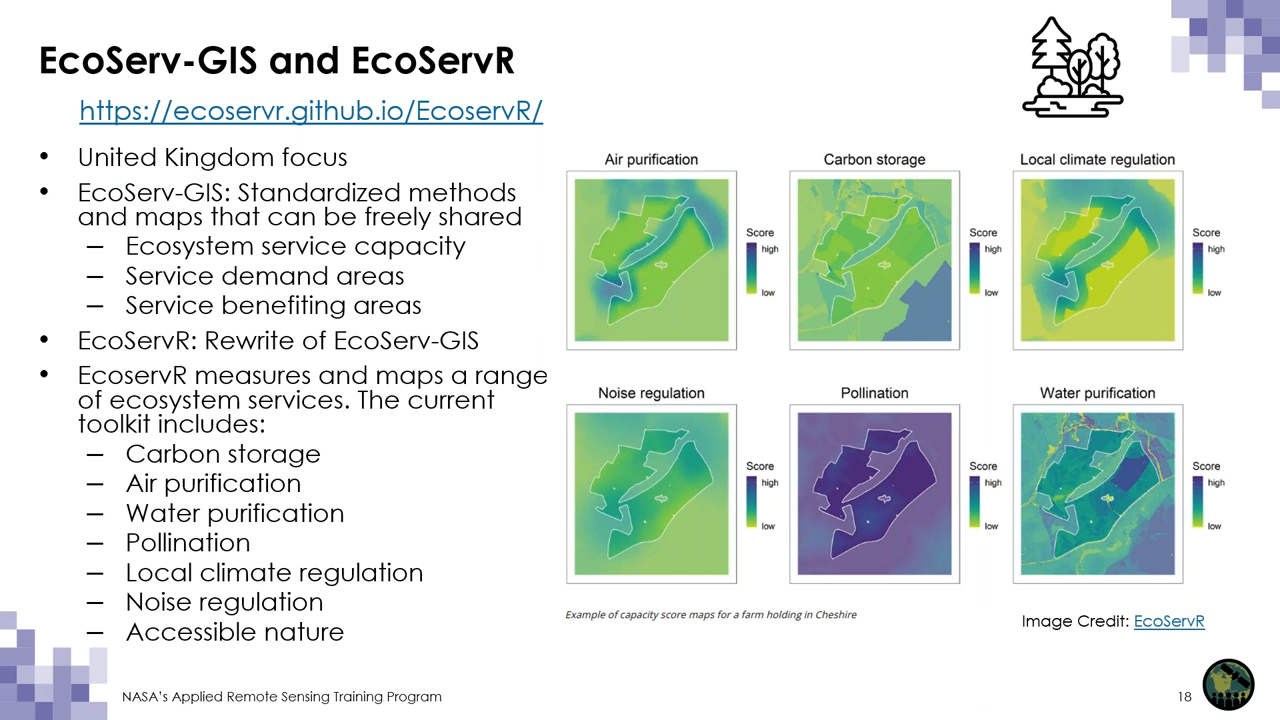 EcoServ-GIS and EcoServR
https://ecoservr.github.io/EcoservR/
• United Kingdom focus
• EcoServ-GIS: Standardized methods
and maps that can be freely shared
– Ecosystem service capacity
– Service demand areas
– Service benefiting areas
• EcoServR: Rewrite of EcoServ-GIS
• EcoservR measures and maps a range
of ecosystem services. The current
toolkit includes:
– Carbon storage
– Air purification
– Water purification
– Pollination
– Local climate regulation
– Noise regulation
– Accessible nature
Air purification
Score
high
low
Carbon storage
Score
high
low
Local climate regulation
Score
high
low
Noise regulation
Score
high
low
Pollination
Score
high
low
Water purification
Score
high
low
Example of capacity score maps for a farm holding in Cheshire
Image Credit: EcoServR
NASA's Applied Remote Sensing Training Program
18